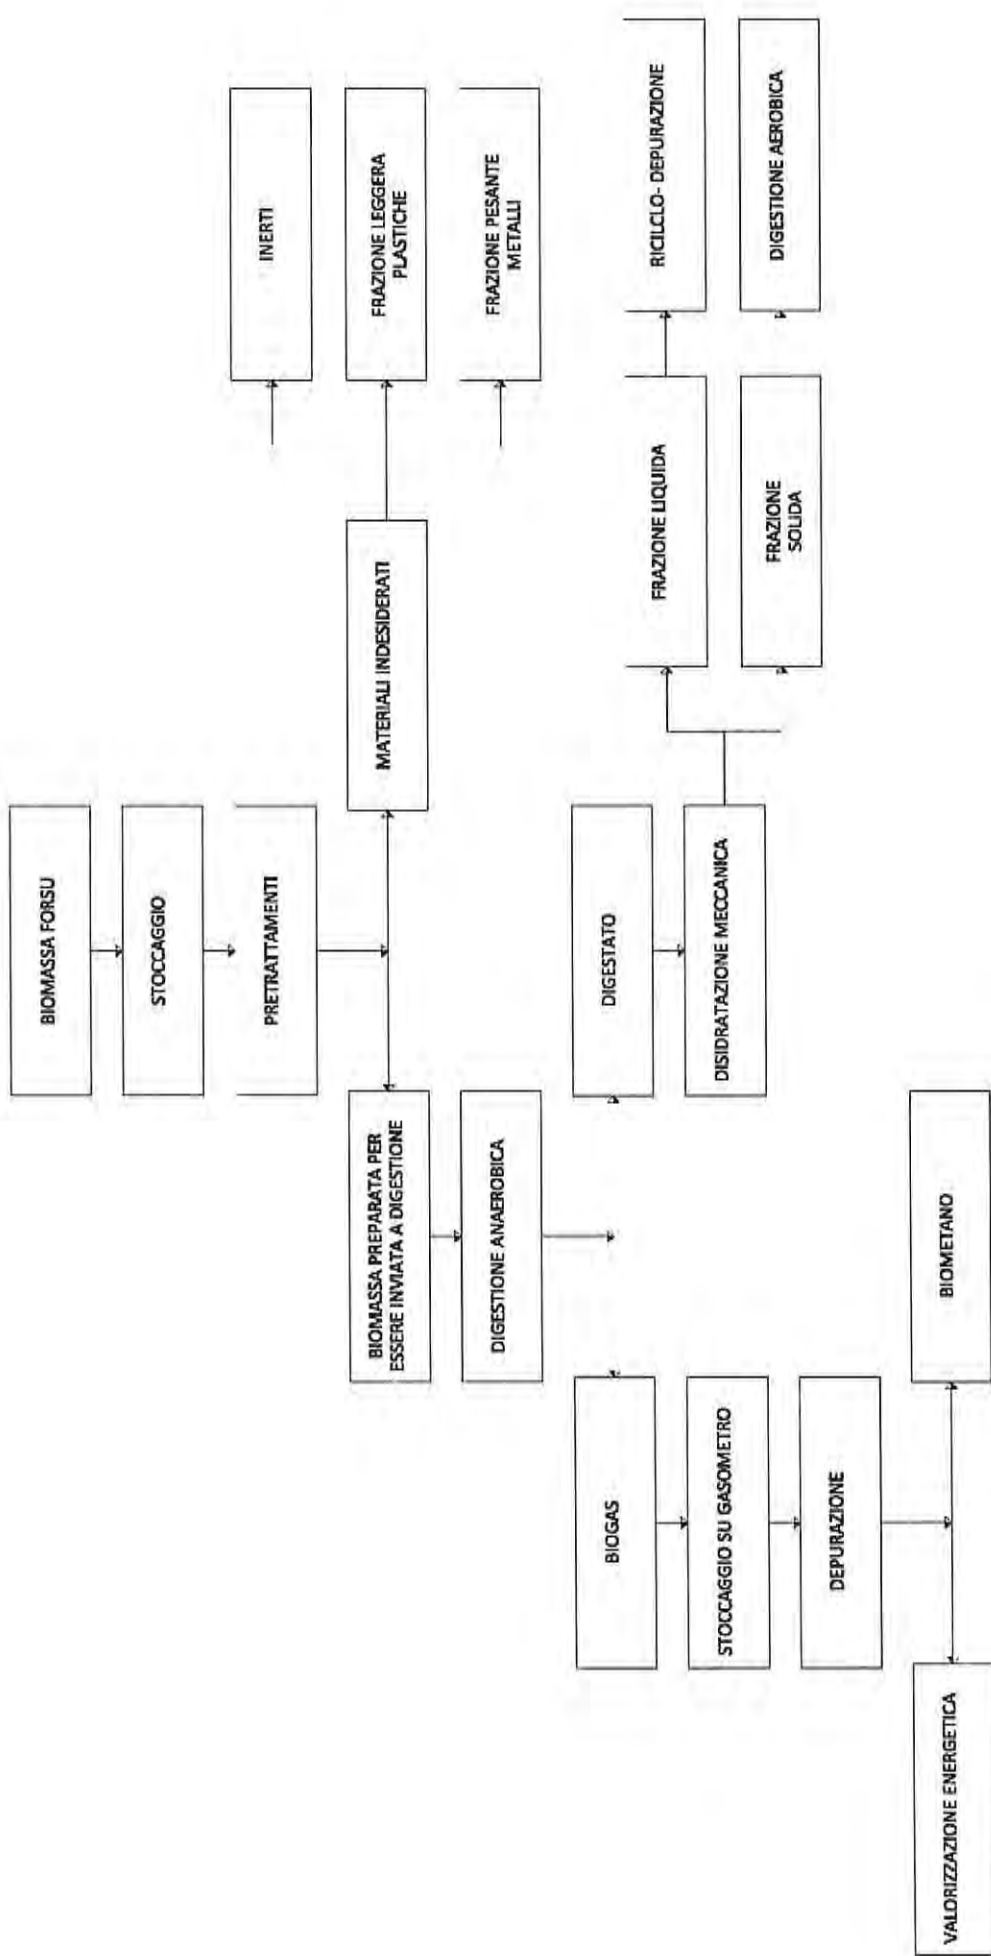 BIOMASSA FORSU
STOCCAGGIO
PRETRATTAMENTI
INERTI
BIOMASSA PREPARATA PER
ESSERE INVIATA A DIGESTIONE
MATERIALI INDESIDERATI
FRAZIONE LEGGERA
PLASTICHE
DIGESTIONE ANAEROBICA
FRAZIONE PESANTE
METALLI
BIOGAS
DIGESTATO
FRAZIONE LIQUIDA
RICILCLO- DEPURAZIONE
STOCCAGGIO SU GASOMETRO
DISIDRATAZIONE MECCANICA
FRAZIONE
SOLIDA
DIGESTIONE AEROBICA
DEPURAZIONE
VALORIZZAZIONE ENERGETICA
BIOMETANO